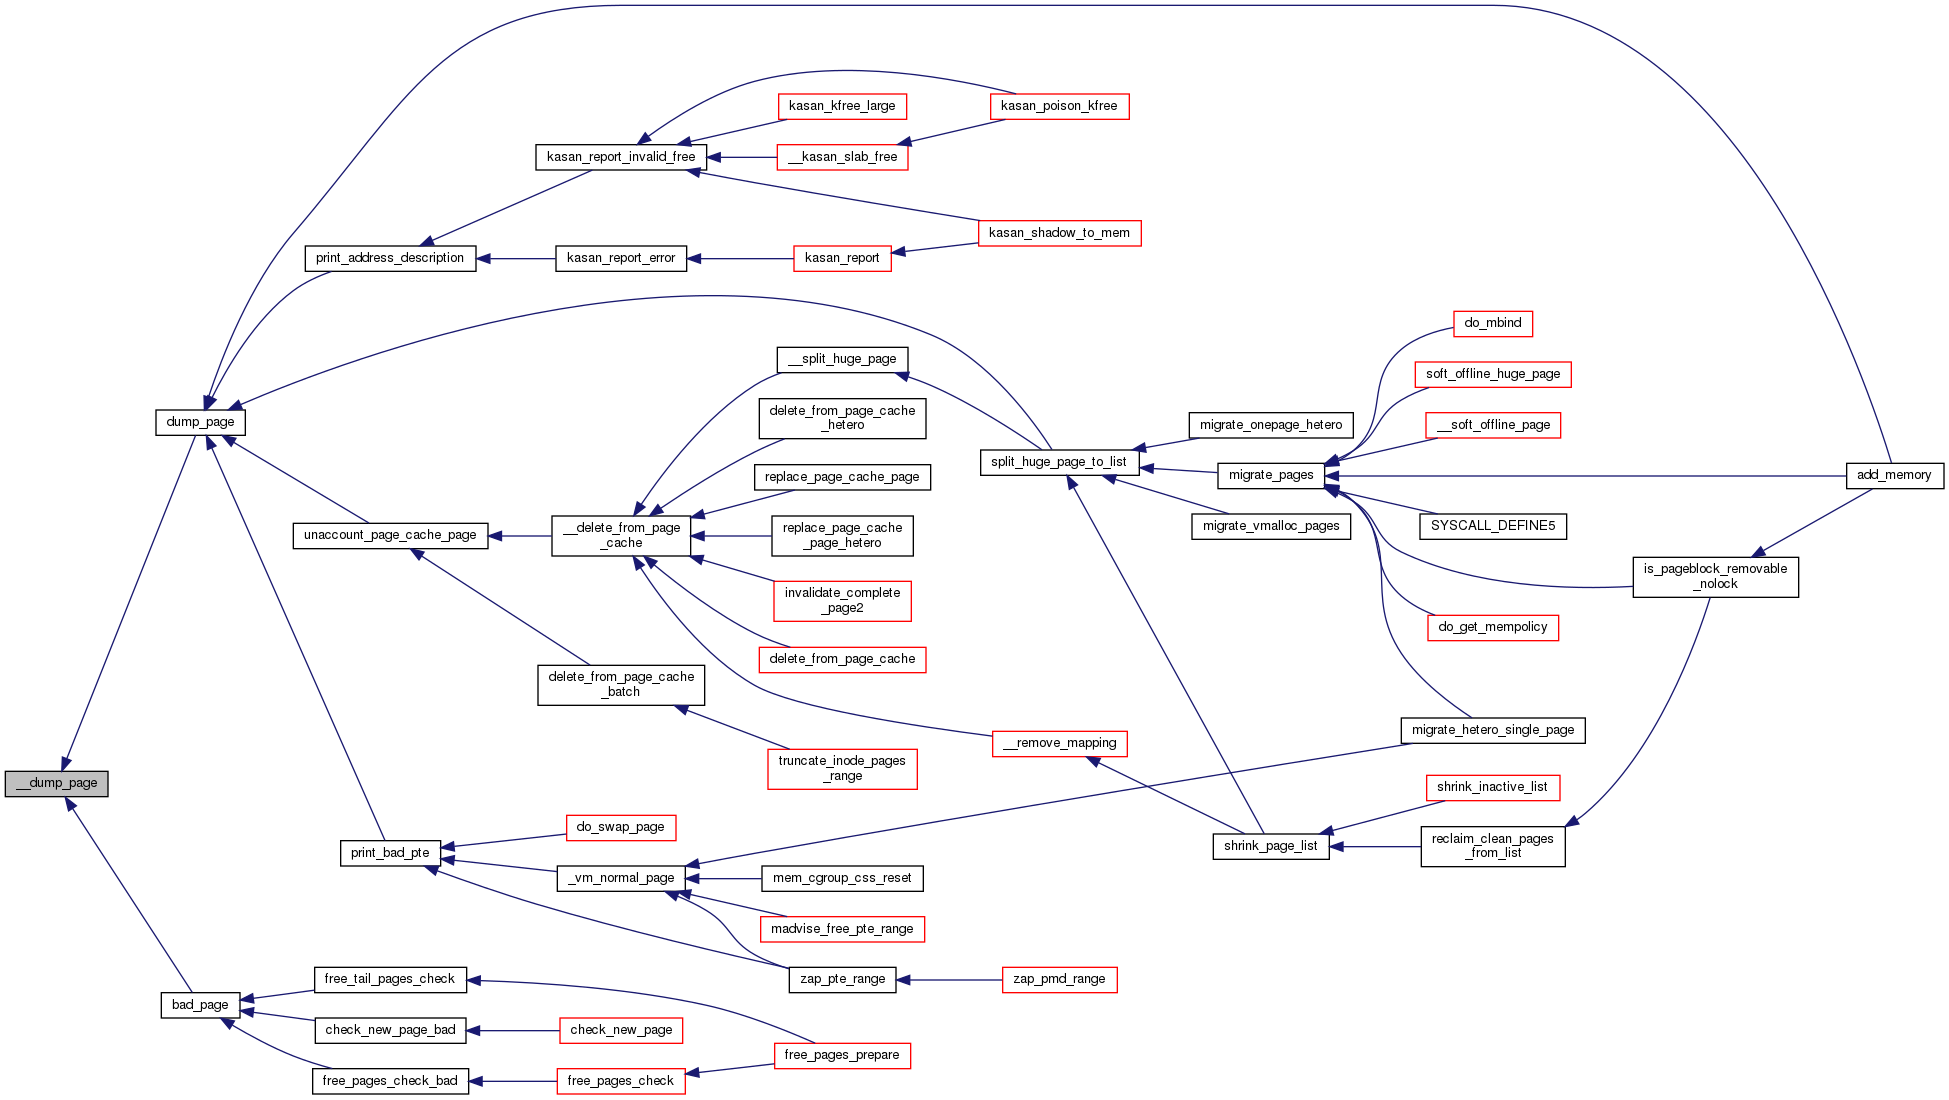 kasan_kfree_large
kasan_poison_kfree
kasan_report_invalid_free
__kasan_slab_free
kasan_shadow_to_mem
print_address_description
kasan_report_error
kasan_report
do_mbind
__split_huge_page
soft_offline_huge_page
dump_page
delete_from_page_cache
_hetero
migrate_onepage_hetero
__soft_offline_page
split_huge_page_to_list
replace_page_cache_page
migrate_pages
add_memory
unaccount_page_cache_page
__delete_from_page
_cache
replace_page_cache
_page_hetero
migrate_vmalloc_pages
SYSCALL_DEFINE5
is_pageblock_removable
_nolock
invalidate_complete
_page2
do_get_mempolicy
delete_from_page_cache
delete_from_page_cache
_batch
migrate_hetero_single_page
__remove_mapping
truncate_inode_pages
_range
__dump_page
shrink_inactive_list
do_swap_page
print_bad_pte
shrink_page_list
reclaim_clean_pages
_from_list
_vm_normal_page
mem_cgroup_css_reset
madvise_free_pte_range
free_tail_pages_check
zap_pte_range
zap_pmd_range
bad_page
check_new_page_bad
check_new_page
free_pages_prepare
free_pages_check_bad
free_pages_check